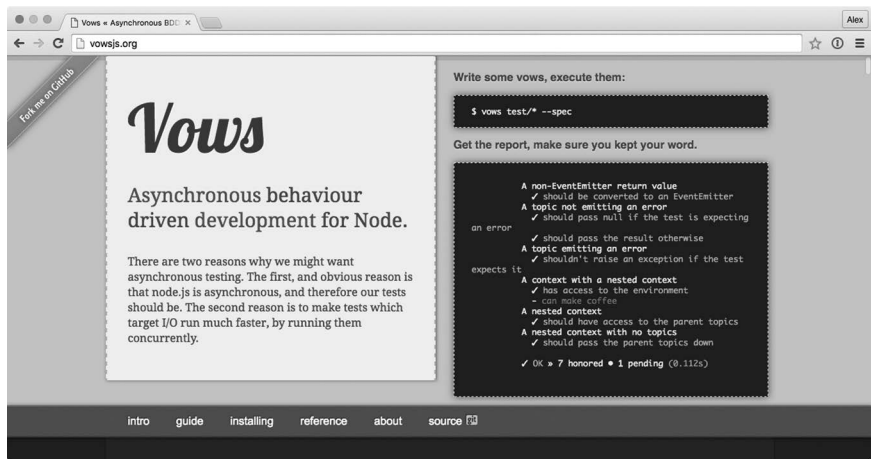 Vows « Asynchronous BDD
Alex
vowsjs.org
Fork me on GitHub
Vows
Asynchronous behaviour
driven development for Node.
There are two reasons why we might want
asynchronous testing. The first, and obvious reason is
that node.js is asynchronous, and therefore our tests
should be. The second reason is to make tests which
target I/O run much faster, by running them
concurrently.
Write some vows, execute them:
$ vows test/* --spec
Get the report, make sure you kept your word.
A non-EventEmitter return value
✓ should be converted to an EventEmitter
A topic not emitting an error
✓ should pass null if the test is expecting
an error
✓ should pass the result otherwise
A topic emitting an error
✓ shouldn't raise an exception if the test
expects it
A context with a nested context
✓ has access to the environment
- can make coffee
A nested context
✓ should have access to the parent topics
A nested context with no topics
✓ should pass the parent topics down
✓ OK » 7 honored • 1 pending (0.112s)
intro guide installing reference about source